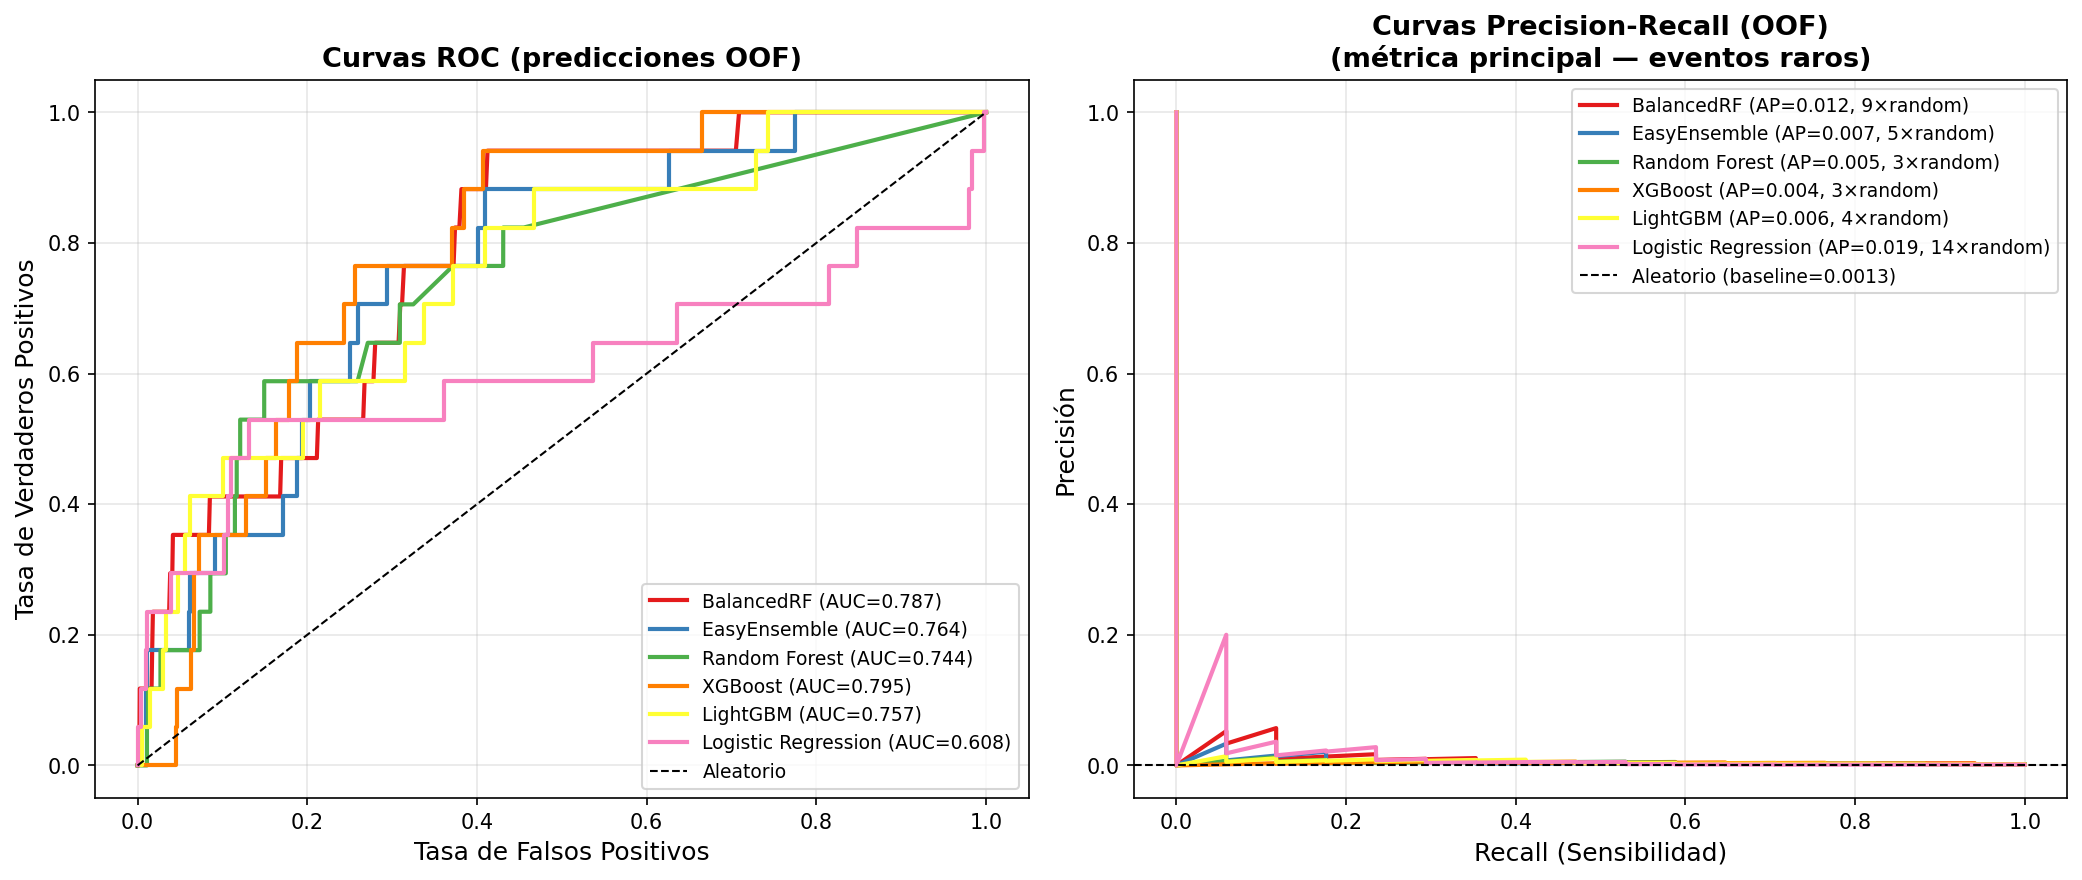 Curvas ROC (predicciones OOF)
Tasa de Verdaderos Positivos
1.0
0.8
0.6
0.4
0.2
0.0
0.0 0.2 0.4 0.6 0.8 1.0
Tasa de Falsos Positivos
BalancedRF (AUC=0.787)
EasyEnsemble (AUC=0.764)
Random Forest (AUC=0.744)
XGBoost (AUC=0.795)
LightGBM (AUC=0.757)
Logistic Regression (AUC=0.608)
Aleatorio
Curvas Precision-Recall (OOF)
(métrica principal — eventos raros)
Precisión
1.0
0.8
0.6
0.4
0.2
0.0
0.0 0.2 0.4 0.6 0.8 1.0
Recall (Sensibilidad)
BalancedRF (AP=0.012, 9×random)
EasyEnsemble (AP=0.007, 5×random)
Random Forest (AP=0.005, 3×random)
XGBoost (AP=0.004, 3×random)
LightGBM (AP=0.006, 4×random)
Logistic Regression (AP=0.019, 14×random)
Aleatorio (baseline=0.0013)